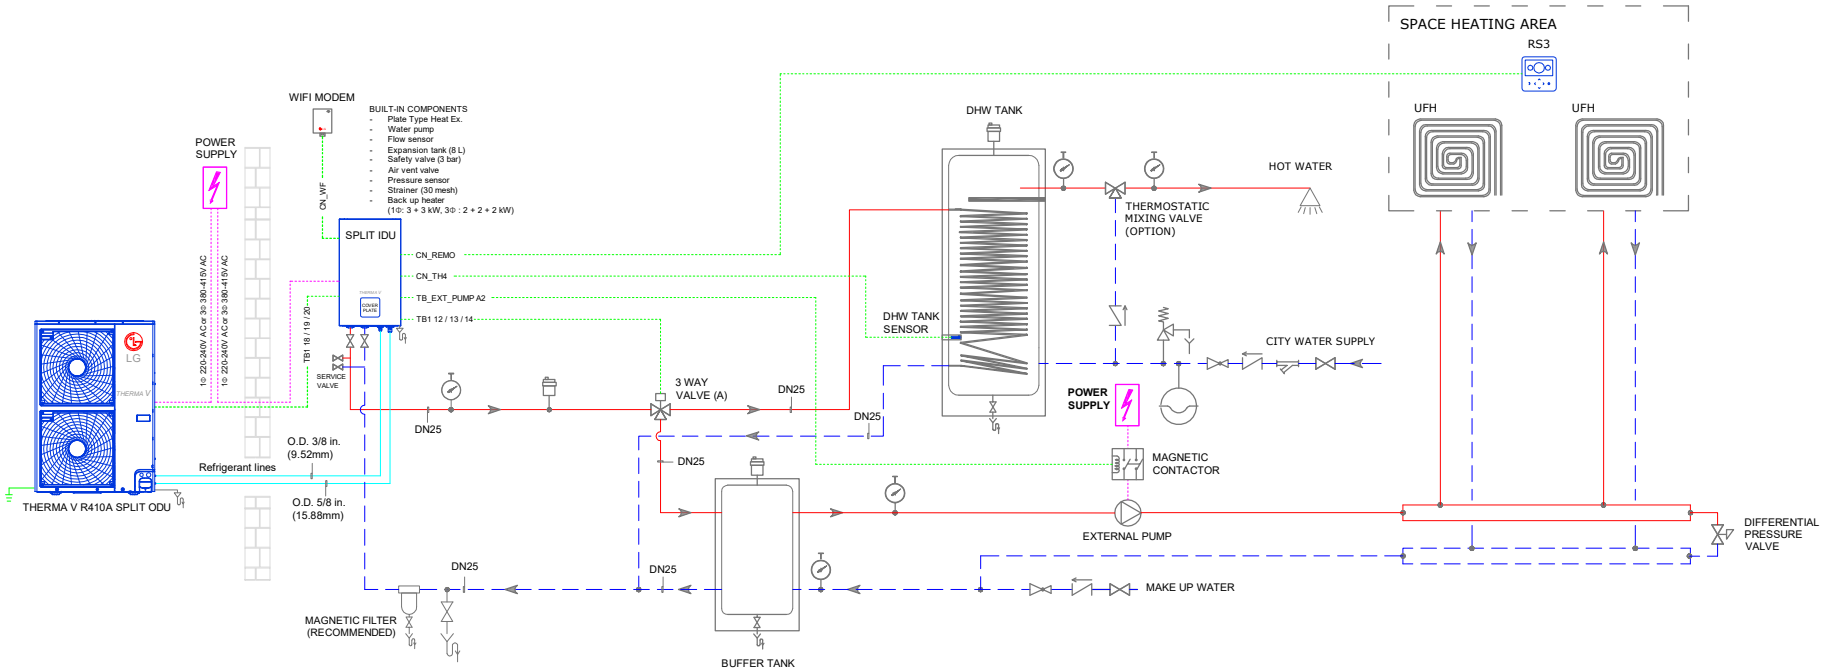 SPACE HEATING AREA
RS3
UFH
UFH
WIFI MODEM
BUILT-IN COMPONENTS
- Plate Type Heat Ex.
- Water pump
- Flow sensor
- Expansion tank (8 L)
- Safety valve (3 bar)
- Air vent valve
- Pressure sensor
- Strainer (30 mesh)
- Back up heater
(1Φ: 3 + 3 kW, 3Φ : 2 + 2 + 2 kW)
DHW TANK
POWER
SUPPLY
HOT WATER
CN_WF
THERMOSTATIC
MIXING VALVE
(OPTION)
SPLIT IDU
CN_REMO
CN_TH4
THERMA V
COVER
PLATE
TB_EXT_PUMP A2
TB1 12 / 13 / 14
1Φ 220-240V AC or 3Φ 380-415V AC
1Φ 220-240V AC or 3Φ 380-415V AC
TB1 18 / 19 / 20
DHW TANK
SENSOR
CITY WATER SUPPLY
LG
THERMA V
SERVICE
VALVE
3 WAY
VALVE (A)
DN25
DN25
DN25
POWER
SUPPLY
O.D. 3/8 in.
(9.52mm)
Refrigerant lines
DN25
MAGNETIC
CONTACTOR
O.D. 5/8 in.
(15.88mm)
THERMA V R410A SPLIT ODU
EXTERNAL PUMP
DIFFERENTIAL
PRESSURE
VALVE
DN25
DN25
MAKE UP WATER
MAGNETIC FILTER
(RECOMMENDED)
BUFFER TANK